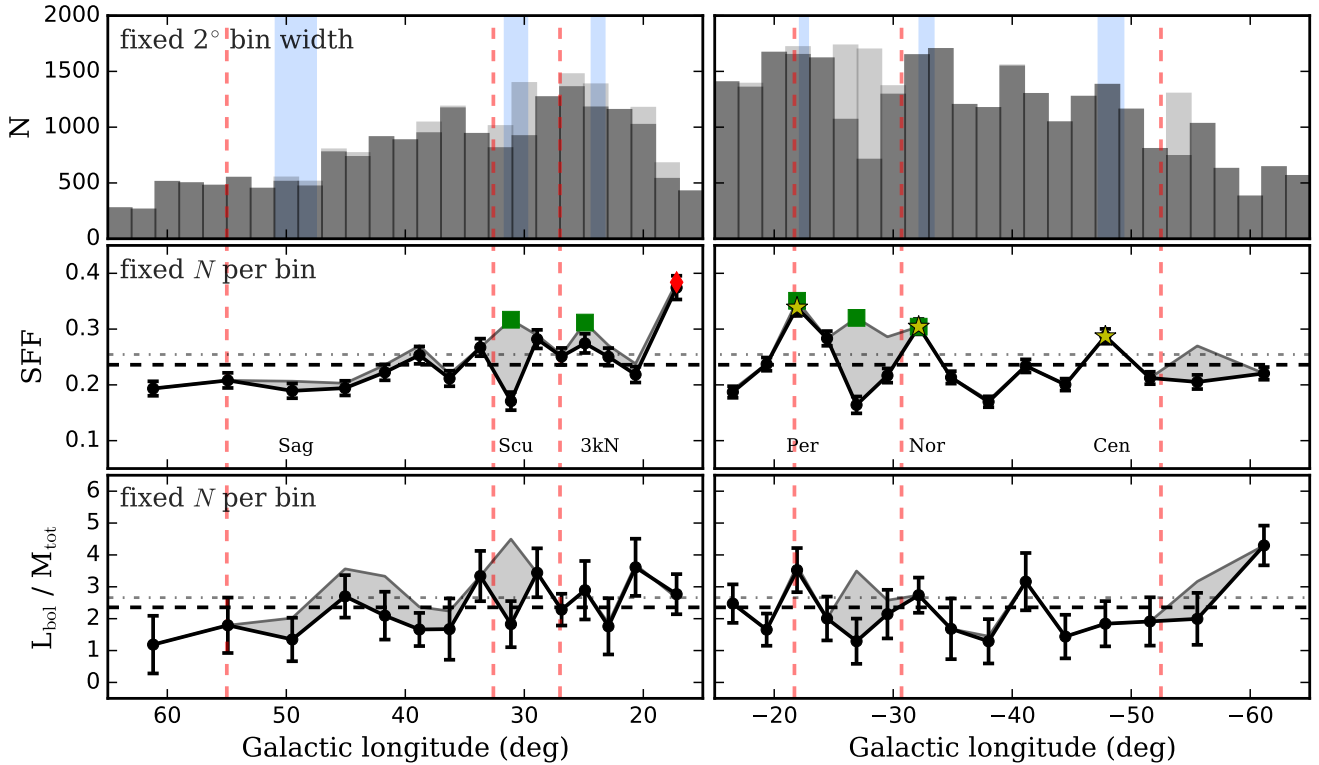 2000
1500
1000
500
0
N
fixed 2° bin width
0.4
0.3
0.2
0.1
SFF
fixed N per bin
Sag
Scu
3kN
Per
Nor
Cen
6
5
4
3
2
1
0
L_bol / M_tot
fixed N per bin
60 50 40 30 20
−20 −30 −40 −50 −60
Galactic longitude (deg)
Galactic longitude (deg)